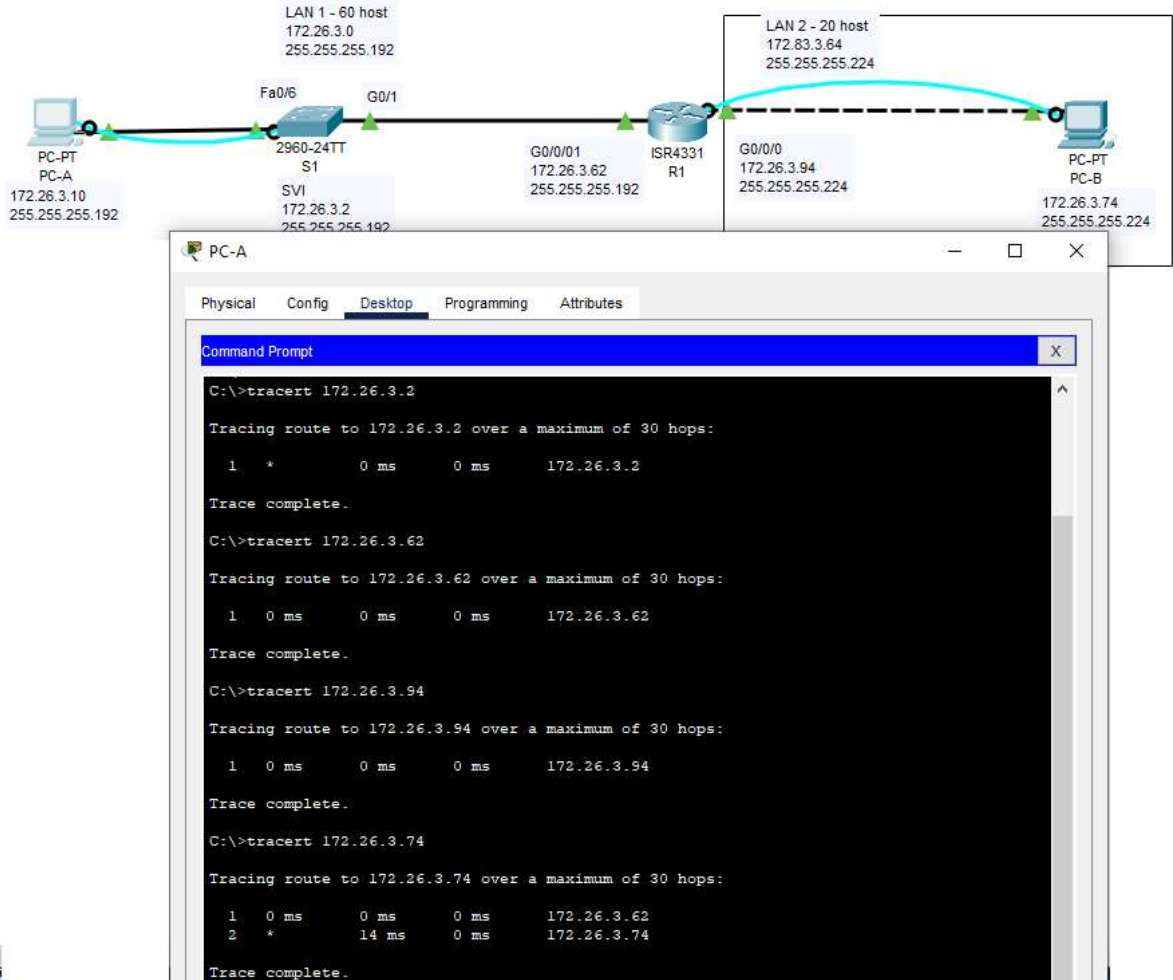 LAN 1 - 60 host
172.26.3.0
255.255.255.192
LAN 2 - 20 host
172.83.3.64
255.255.255.224
Fa0/6
G0/1
PC-PT
PC-A
172.26.3.10
255.255.255.192
2960-24TT
S1
SVI
172.26.3.2
255.255.255.192
G0/0/01
172.26.3.62
255.255.255.192
ISR4331
R1
G0/0/0
172.26.3.94
255.255.255.224
PC-PT
PC-B
172.26.3.74
255.255.255.224
PC-A
Physical Config Desktop Programming Attributes
Command Prompt X
C:\>tracert 172.26.3.2
Tracing route to 172.26.3.2 over a maximum of 30 hops:
1 * 0 ms 0 ms 172.26.3.2
Trace complete.
C:\>tracert 172.26.3.62
Tracing route to 172.26.3.62 over a maximum of 30 hops:
1 0 ms 0 ms 0 ms 172.26.3.62
Trace complete.
C:\>tracert 172.26.3.94
Tracing route to 172.26.3.94 over a maximum of 30 hops:
1 0 ms 0 ms 0 ms 172.26.3.94
Trace complete.
C:\>tracert 172.26.3.74
Tracing route to 172.26.3.74 over a maximum of 30 hops:
1 0 ms 0 ms 0 ms 172.26.3.62
2 * 14 ms 0 ms 172.26.3.74
Trace complete.